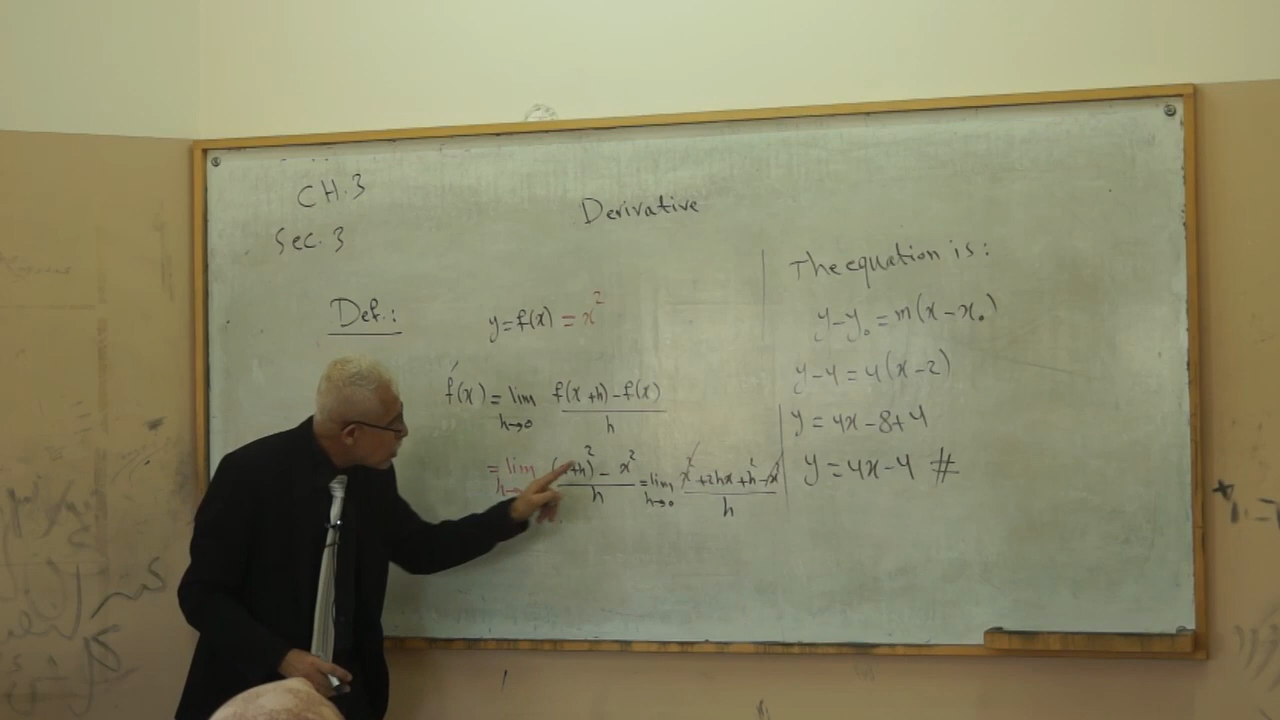 CH.3
Sec. 3
Derivative
Def.:
y=f(x) = x²
f′(x) = lim h→0 f(x+h)-f(x) / h
= lim h→ (x+h)² - x² / h = lim h→0 x²+2hx+h²-x² / h
The equation is:
y-y₀=m(x-x₀)
y-4=4(x-2)
y=4x-8+4
y=4x-4 #